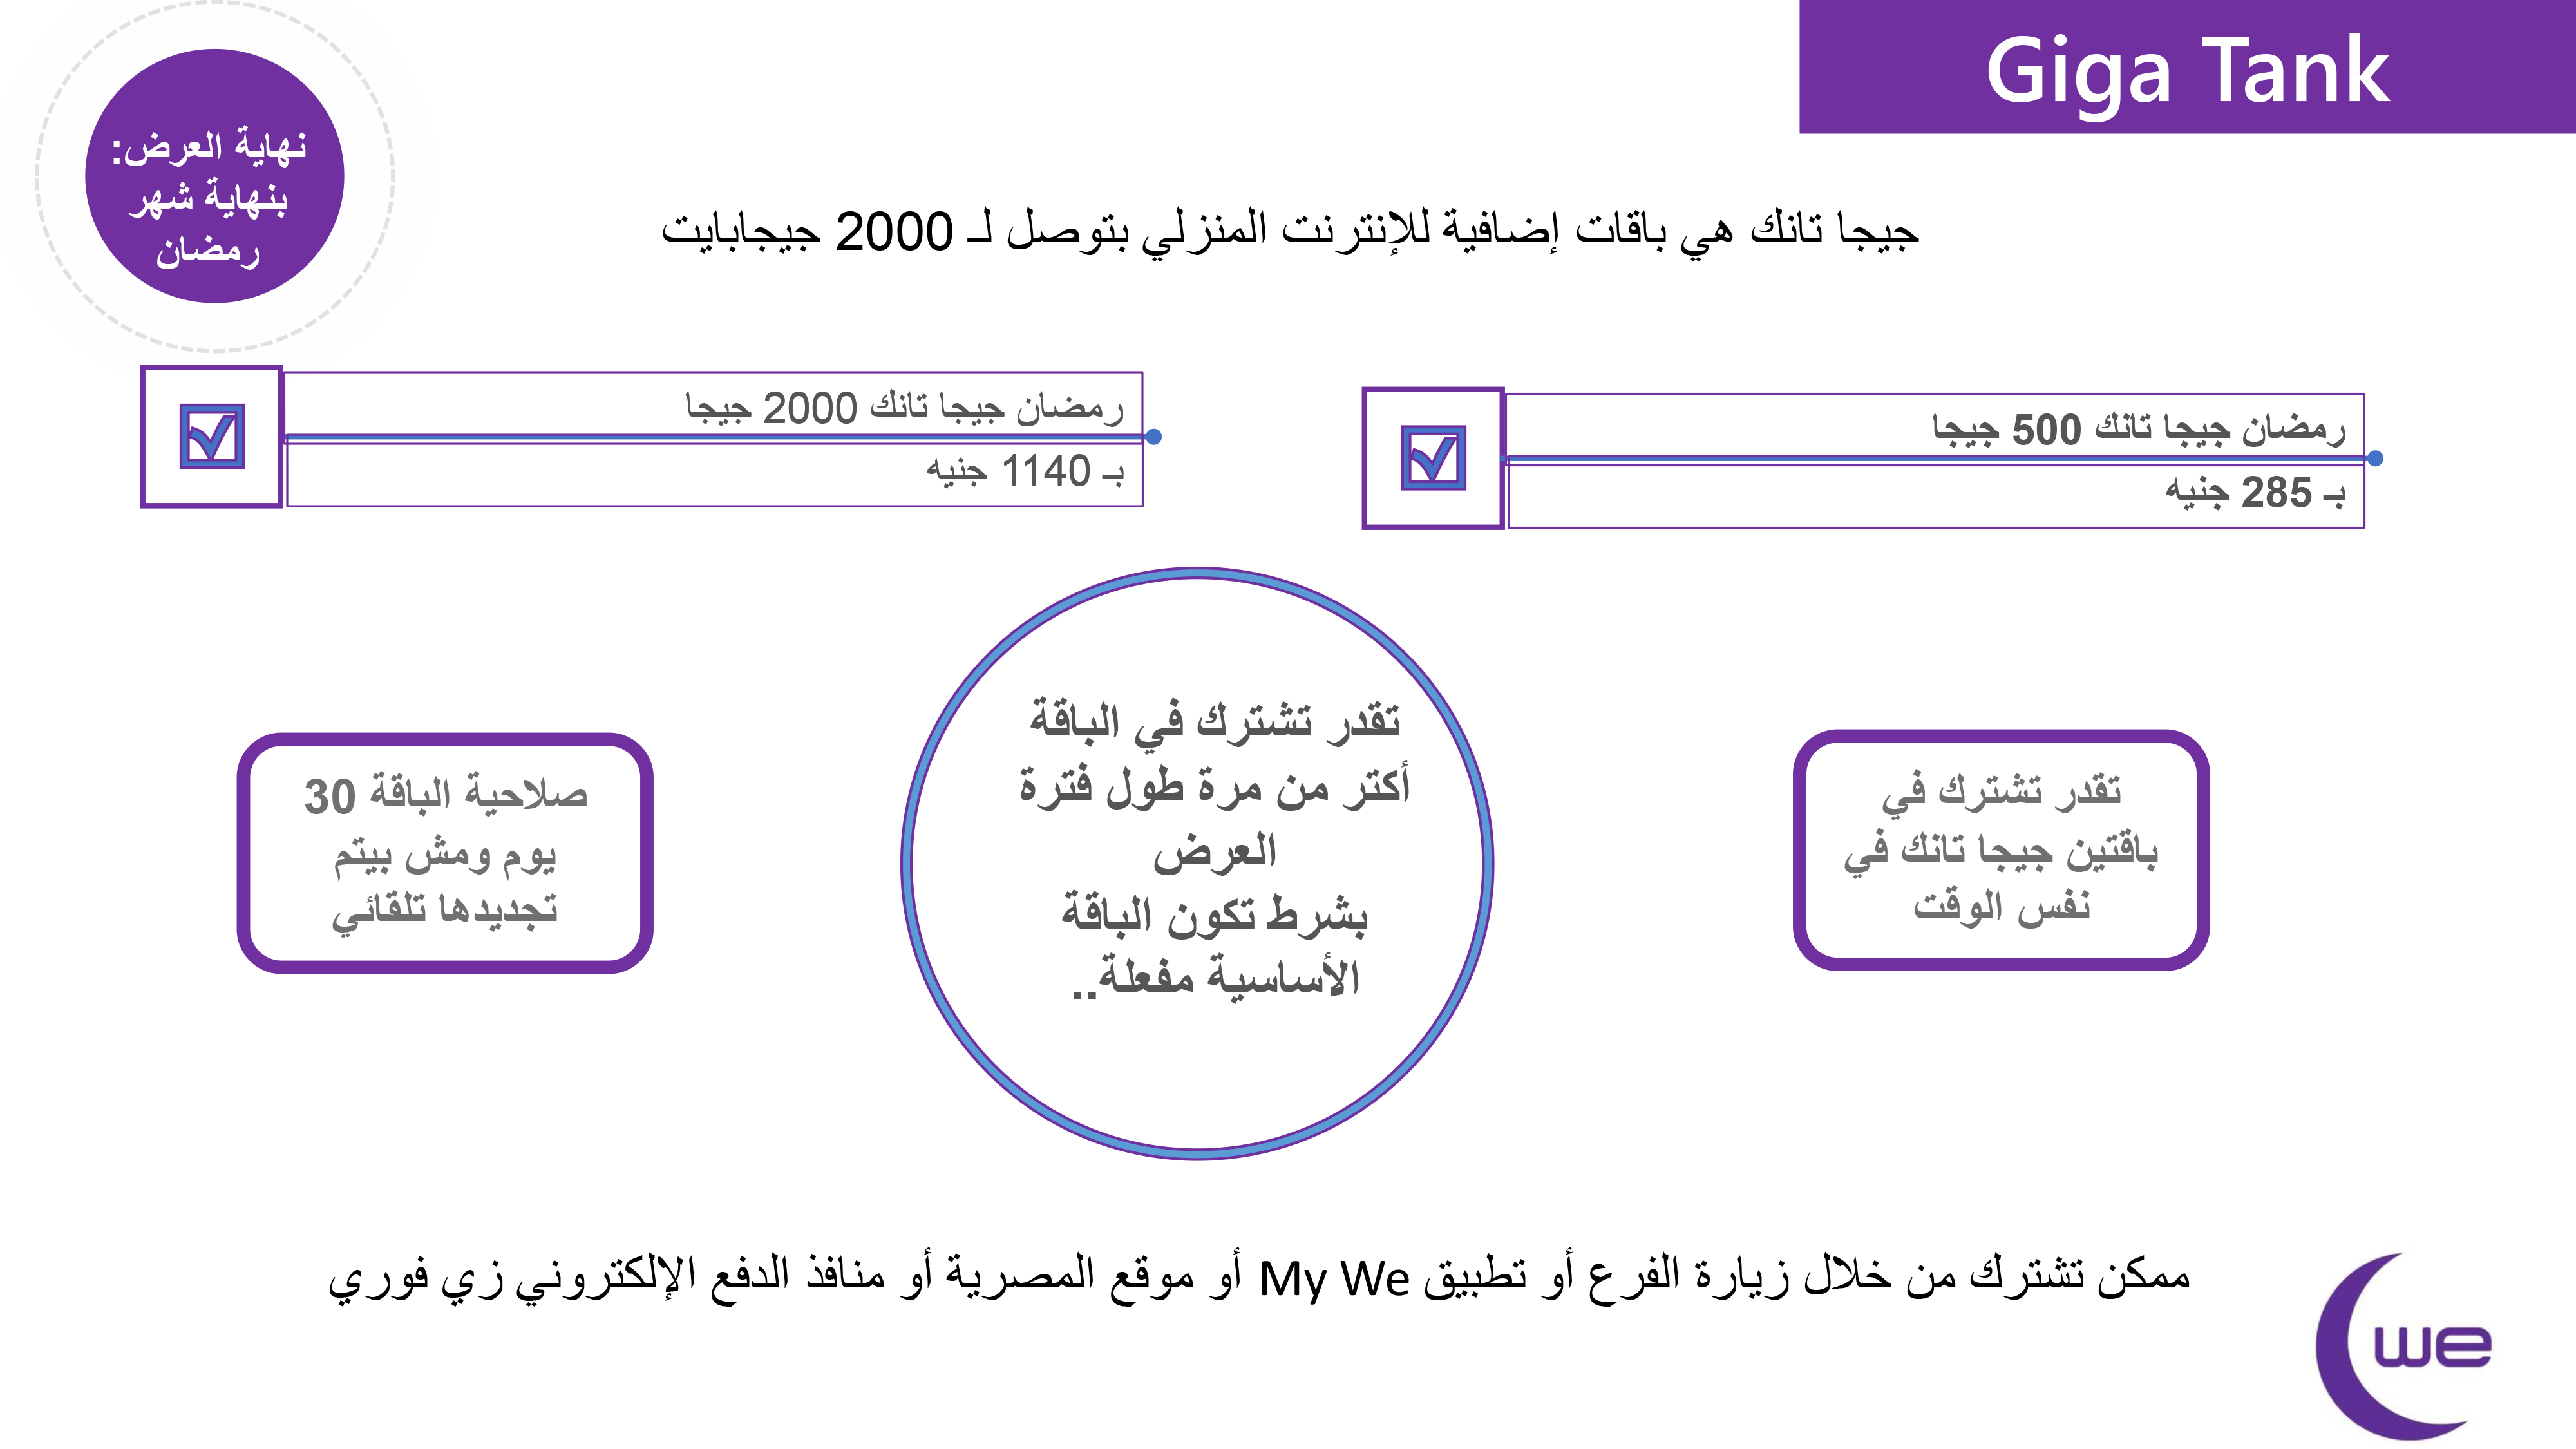 Giga Tank
نهاية العرض:
بنهاية شهر
رمضان
جيجا تانك هي باقات إضافية للإنترنت المنزلي بتوصل لـ 2000 جيجابايت
رمضان جيجا تانك 500 جيجا
بـ 285 جنيه
رمضان جيجا تانك 2000 جيجا
بـ 1140 جنيه
تقدر تشترك في
باقتين جيجا تانك في
نفس الوقت
تقدر تشترك في الباقة
أكتر من مرة طول فترة
العرض
بشرط تكون الباقة
الأساسية مفعلة..
صلاحية الباقة 30
يوم ومش بيتم
تجديدها تلقائي
ممكن تشترك من خلال زيارة الفرع أو تطبيق My We أو موقع المصرية أو منافذ الدفع الإلكتروني زي فوري
we